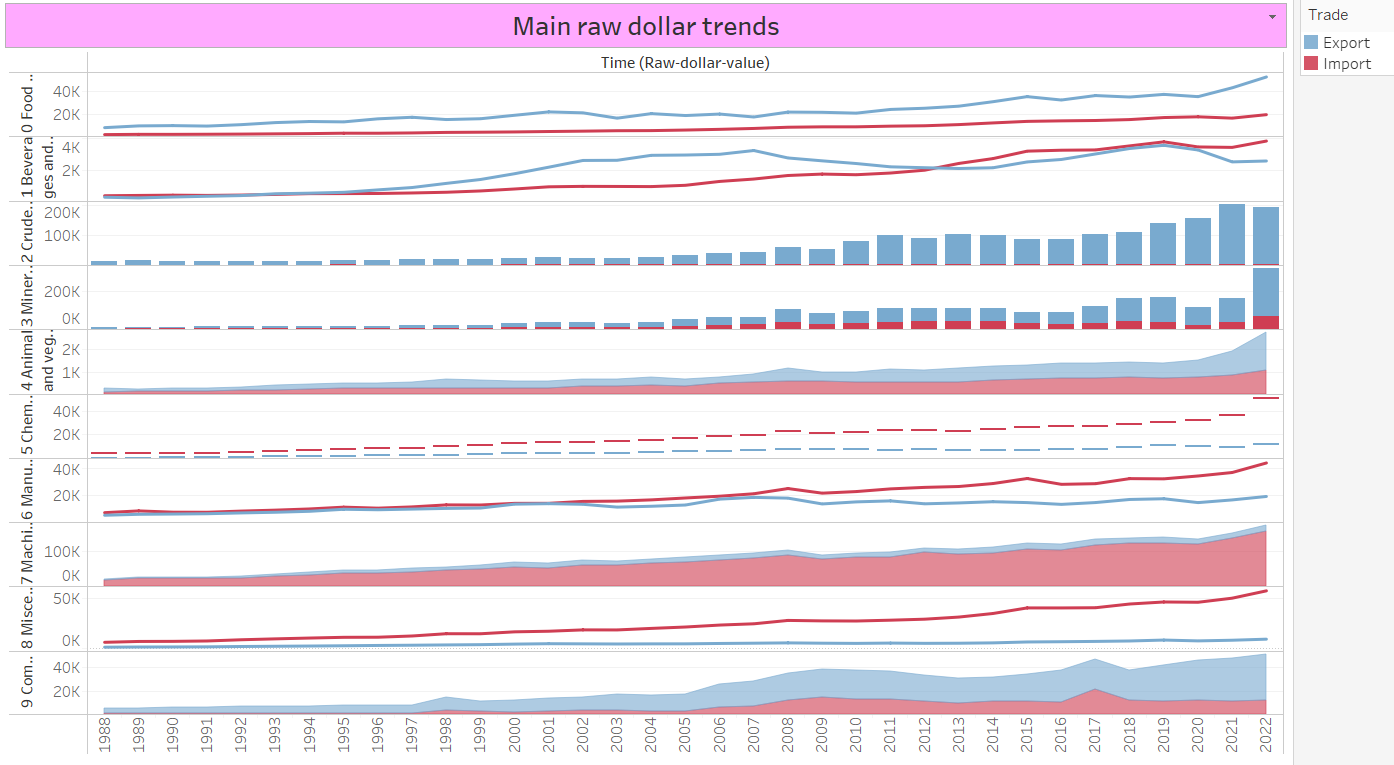 Main raw dollar trends
Trade
Export
Import
Time (Raw-dollar-value)
0 Food ..
40K
20K
1 Bevera
ges and..
4K
2K
2 Crude..
200K
100K
3 Miner..
200K
0K
4 Animal
and veg..
2K
1K
5 Chem..
40K
20K
6 Manu..
40K
20K
7 Machi..
100K
0K
8 Misce..
50K
0K
9 Com..
40K
20K
1988 1989 1990 1991 1992 1993 1994 1995 1996 1997 1998 1999 2000 2001 2002 2003 2004 2005 2006 2007 2008 2009 2010 2011 2012 2013 2014 2015 2016 2017 2018 2019 2020 2021 2022